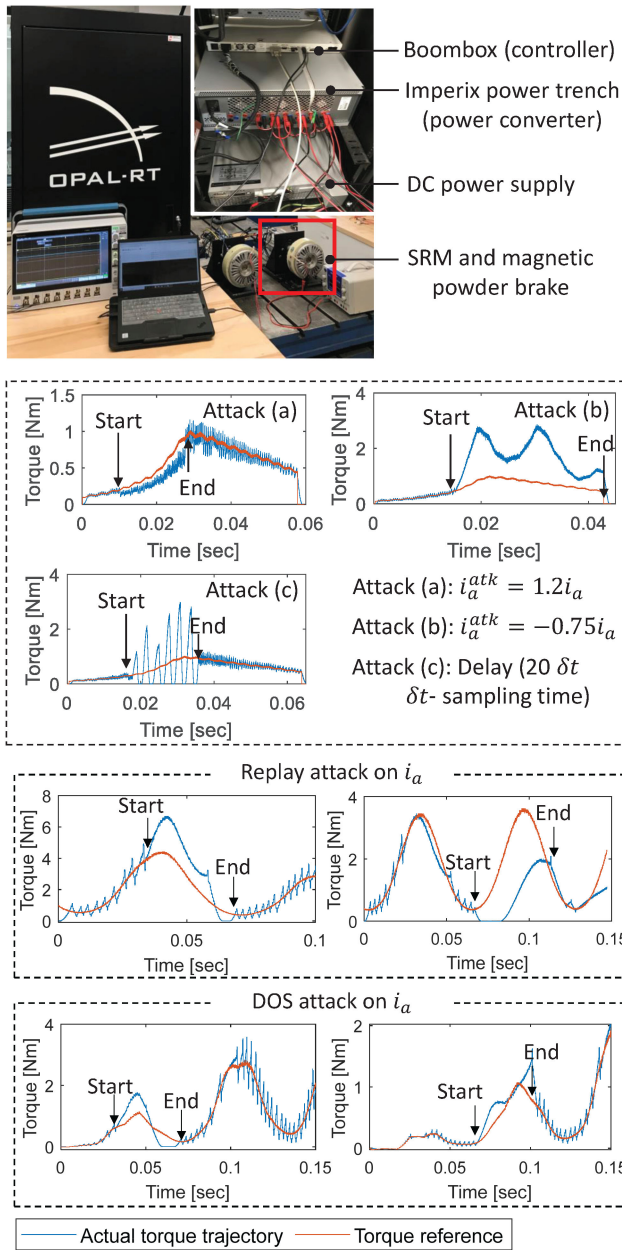 OPAL-RT
Boombox (controller)
Imperix power trench
(power converter)
DC power supply
SRM and magnetic
powder brake
Attack (a)
Start
End
Torque [Nm]
1.5
1
0.5
0
0
0.02
0.04
0.06
Time [sec]
Attack (b)
Start
End
Torque [Nm]
4
2
0
0
0.02
0.04
Time [sec]
Attack (c)
Start
End
Torque [Nm]
4
2
0
0
0.02
0.04
0.06
Time [sec]
Attack (a): $i_a^{atk} = 1.2i_a$
Attack (b): $i_a^{atk} = -0.75i_a$
Attack (c): Delay (20 δt
δt- sampling time)
Replay attack on $i_a$
Start
End
Torque [Nm]
8
6
4
2
0
0
0.05
0.1
Time [sec]
Start
End
Torque [Nm]
4
2
0
0
0.05
0.1
0.15
Time [sec]
DOS attack on $i_a$
Start
End
Torque [Nm]
4
2
0
0
0.05
0.1
0.15
Time [sec]
Start
End
Torque [Nm]
2
1
0
0
0.05
0.1
0.15
Time [sec]
Actual torque trajectory
Torque reference